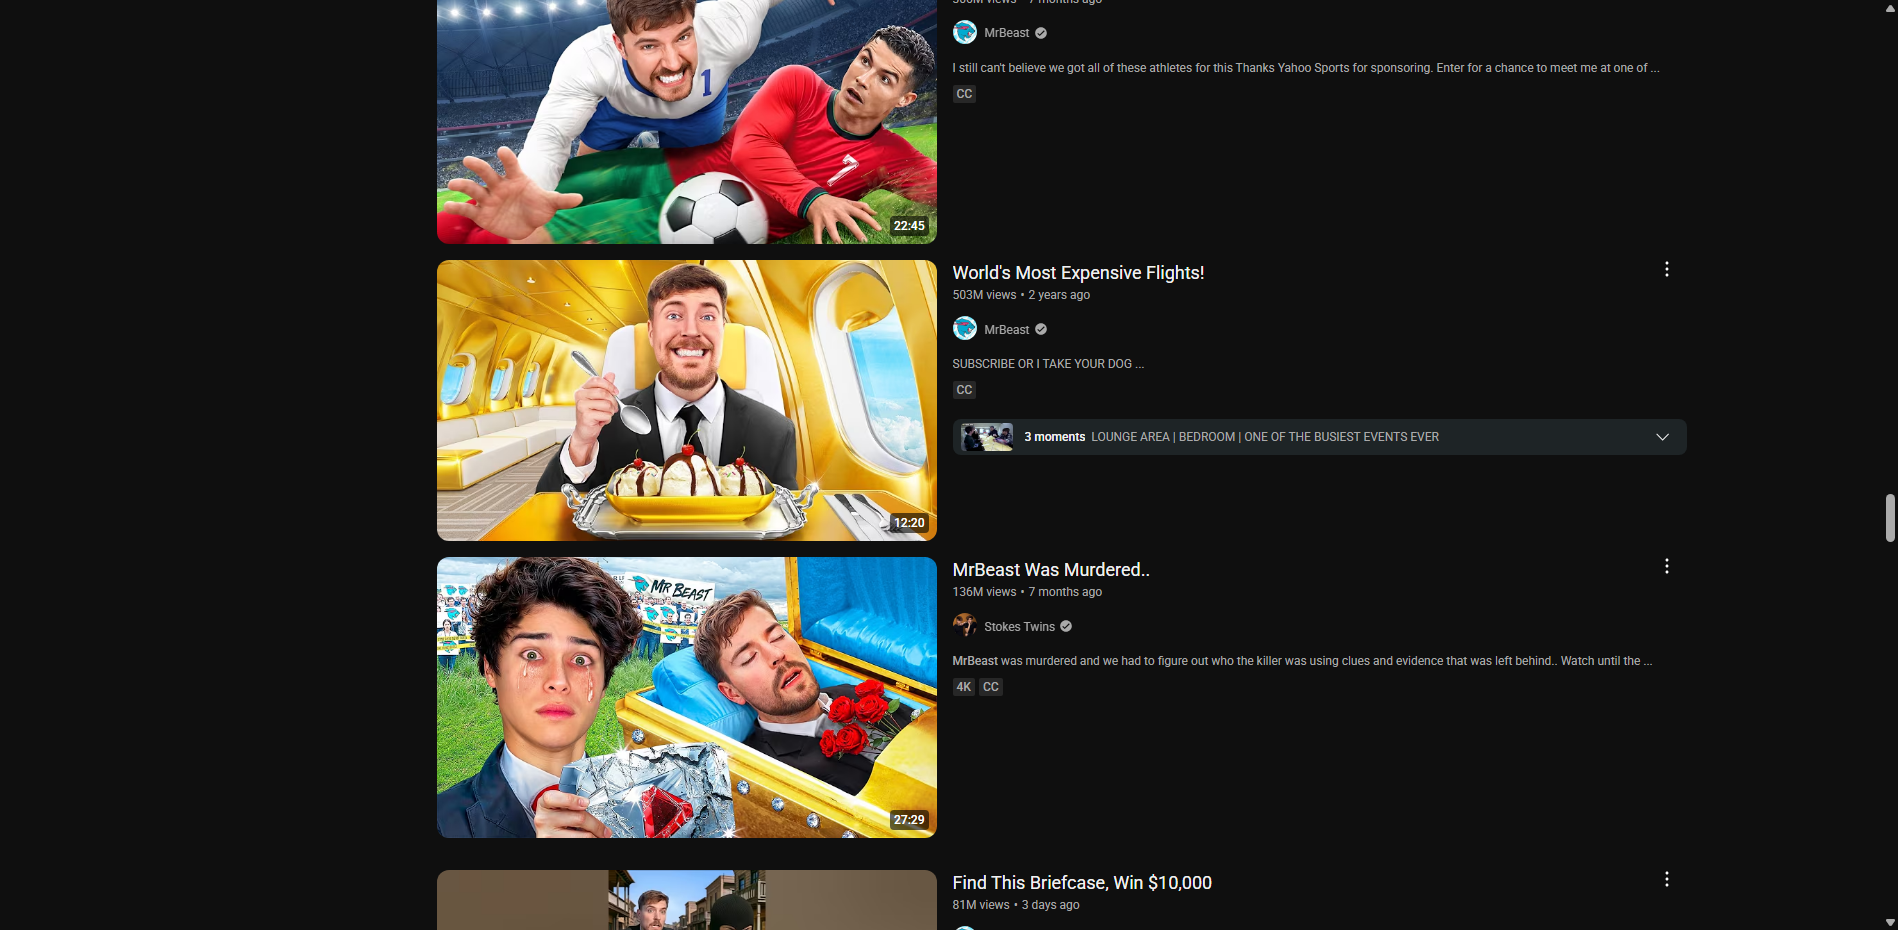 1
7
22:45
MrBeast
I still can't believe we got all of these athletes for this Thanks Yahoo Sports for sponsoring. Enter for a chance to meet me at one of ...
CC
World's Most Expensive Flights!
503M views • 2 years ago
MrBeast
SUBSCRIBE OR I TAKE YOUR DOG ...
CC
3 moments LOUNGE AREA | BEDROOM | ONE OF THE BUSIEST EVENTS EVER
12:20
MrBeast Was Murdered..
136M views • 7 months ago
Stokes Twins
MrBeast was murdered and we had to figure out who the killer was using clues and evidence that was left behind.. Watch until the ...
4K CC
MR BEAST
27:29
Find This Briefcase, Win $10,000
81M views • 3 days ago